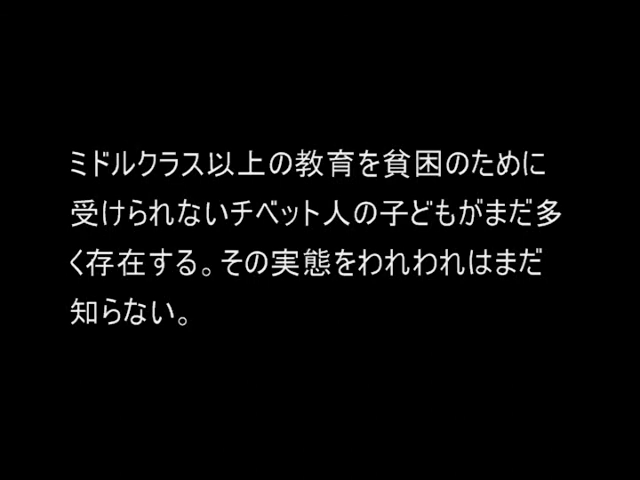 ミドルクラス以上の教育を貧困のために
受けられないチベット人の子どもがまだ多
く存在する。その実態をわれわれはまだ
知らない。